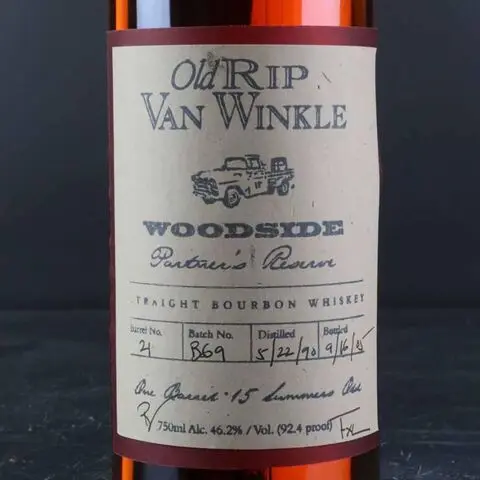 Old RIP
VAN WINKLE
WOODSIDE
Partner's Reserve
TRAIGHT BOURBON WHISKEY
Barrel No. Batch No. Distilled Bottled
21 B69 5/22/90 9/16/05
One Barrel · 15 Summers Old
750ml Alc. 46.2% / Vol. (92.4 proof)